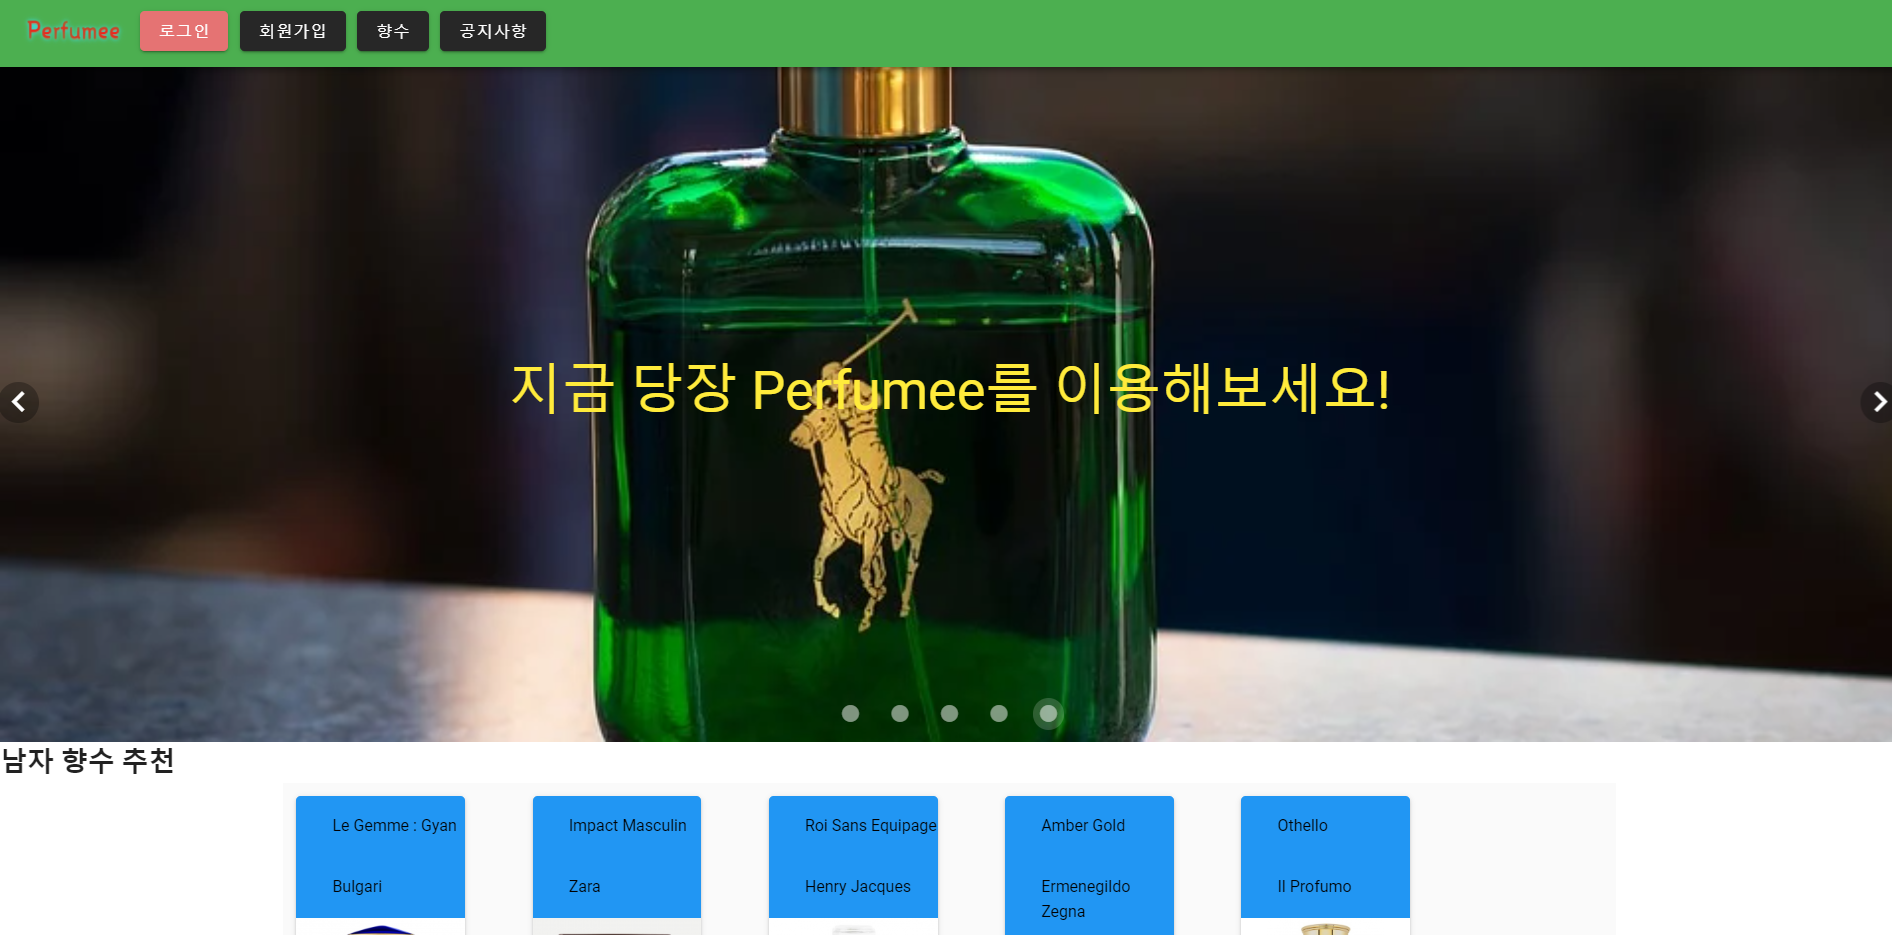 Perfumee 로그인 회원가입 향수 공지사항
지금 당장 Perfumee를 이용해보세요!
남자 향수 추천
Le Gemme : Gyan
Bulgari
Impact Masculin
Zara
Roi Sans Equipage
Henry Jacques
Amber Gold
Ermenegildo
Zegna
Othello
Il Profumo